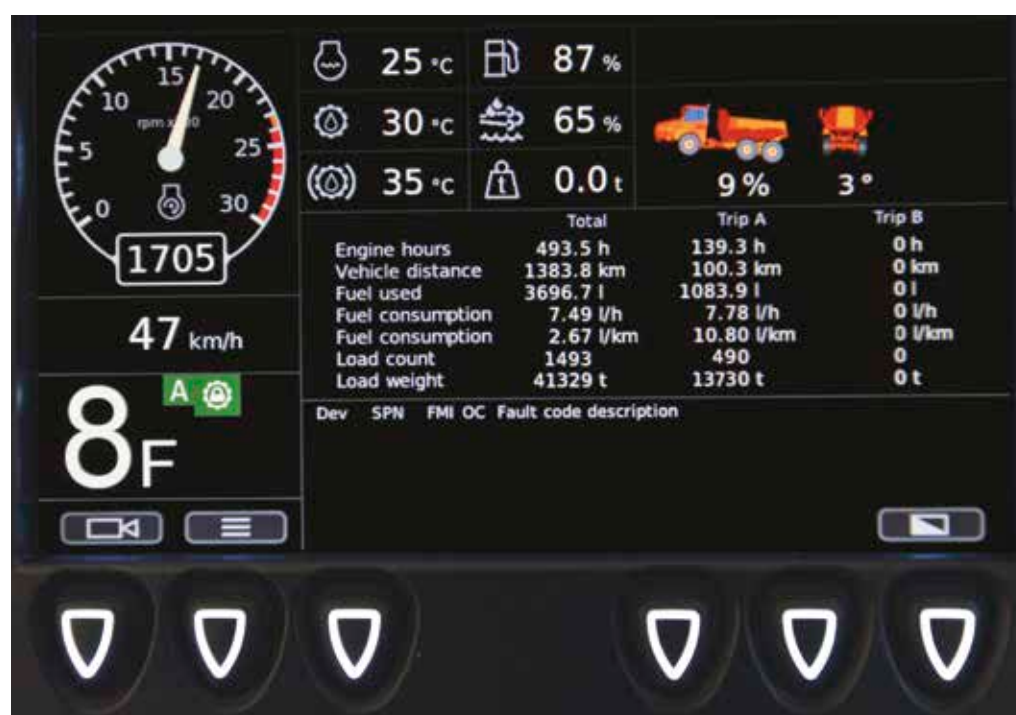 15
10
20
5
25
0
30
1705
47 km/h
A
8F
25 °C
87 %
30 °C
65 %
35 °C
t
0.0 t
9% 3°
Total Trip A Trip B
Engine hours 493.5 h 139.3 h 0 h
Vehicle distance 1383.8 km 100.3 km 0 km
Fuel used 3696.7 l 1083.9 l 0 l
Fuel consumption 7.49 l/h 7.78 l/h 0 l/h
Fuel consumption 2.67 l/km 10.80 l/km 0 l/km
Load count 1493 490 0
Load weight 41329 t 13730 t 0 t
Dev SPN FMI OC Fault code description